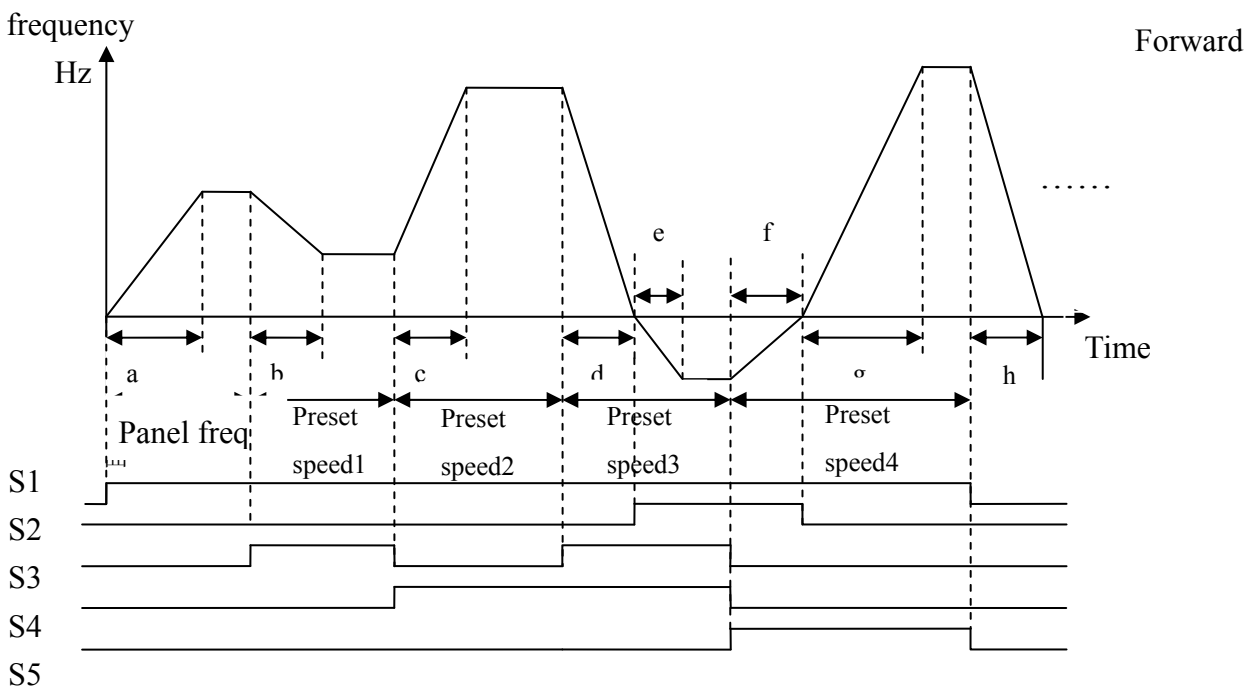 frequency
Hz
Forward
e f
Time
a b c d g h
Panel freq
Preset Preset Preset Preset
speed1 speed2 speed3 speed4
S1
S2
S3
S4
S5